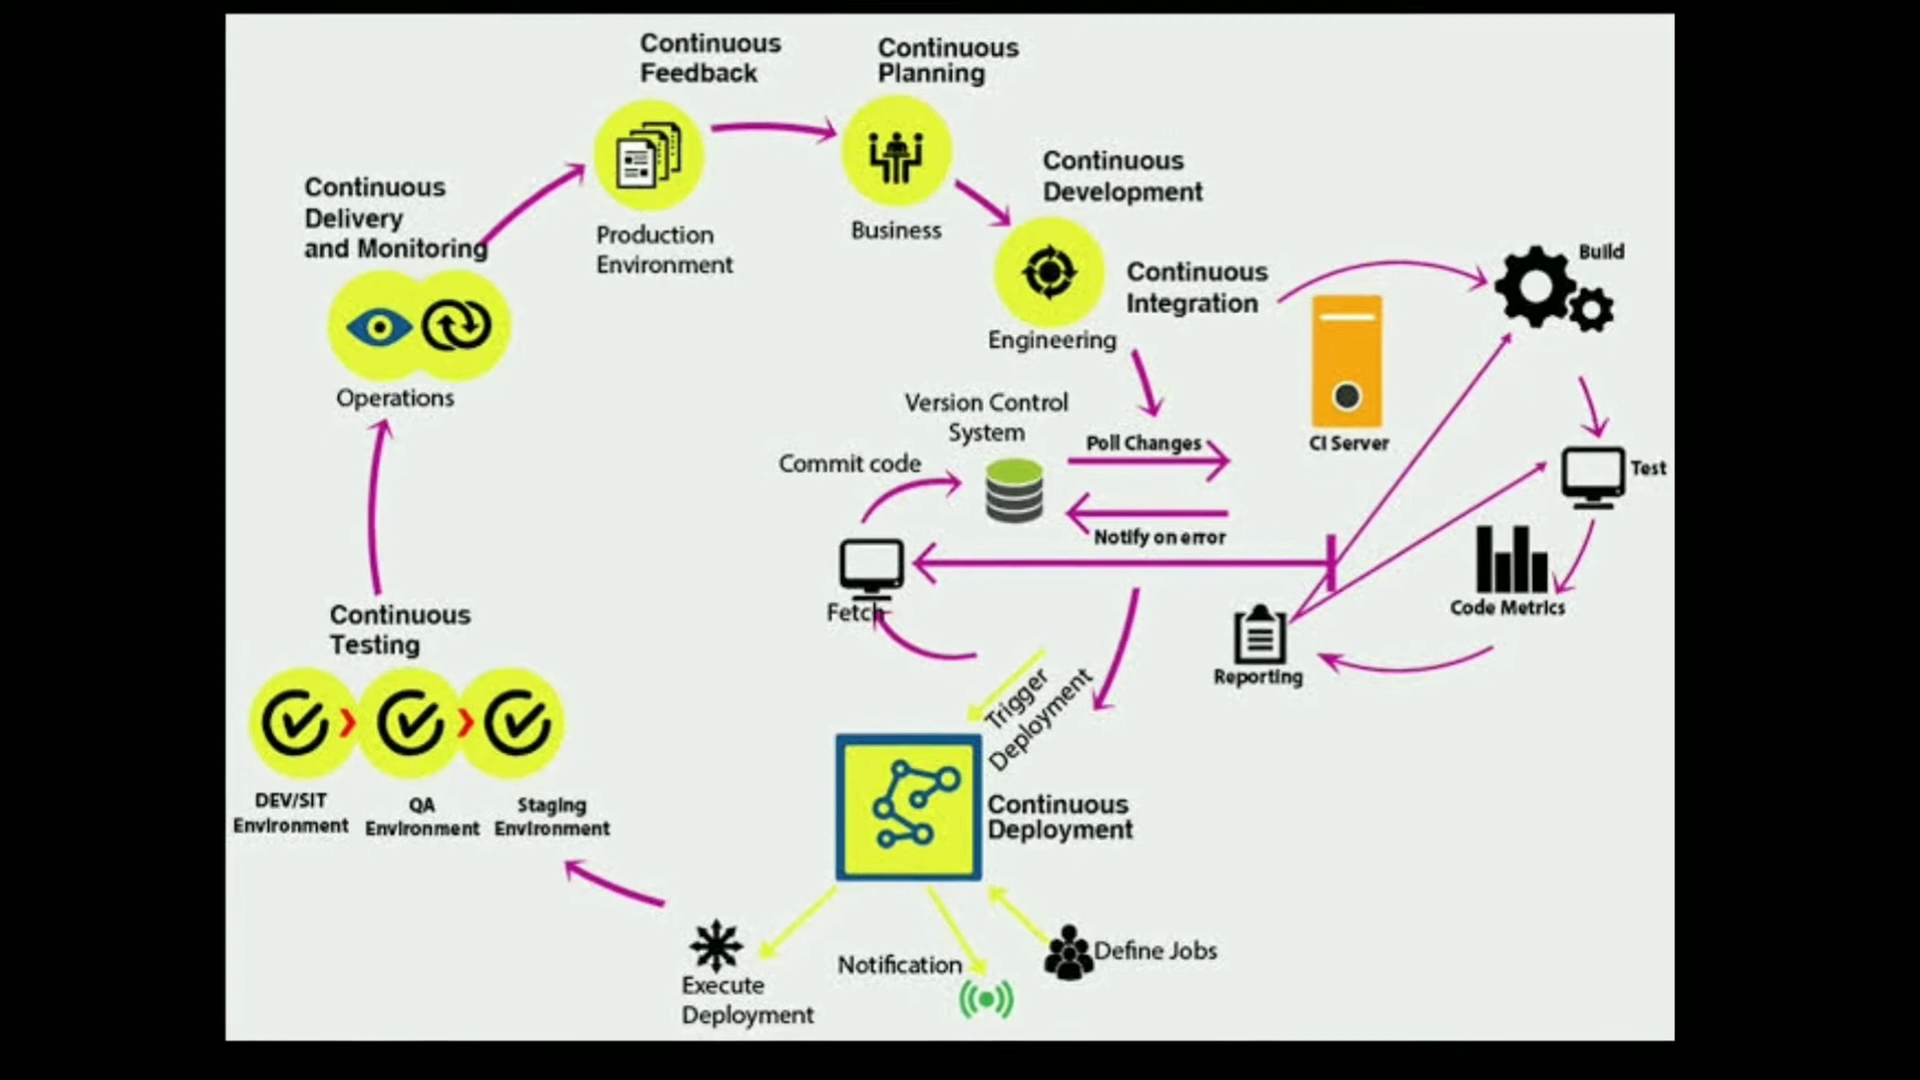 Continuous
Feedback
Continuous
Planning
Continuous
Development
Continuous
Delivery
and Monitoring
Production
Environment
Business
Build
Continuous
Integration
Engineering
Operations
Version Control
System
Poll Changes
CI Server
Commit code
Test
Notify on error
Fetch
Code Metrics
Continuous
Testing
Reporting
Trigger
Deployment
DEV/SIT
Environment
QA
Environment
Staging
Environment
Continuous
Deployment
Notification
Define Jobs
Execute
Deployment